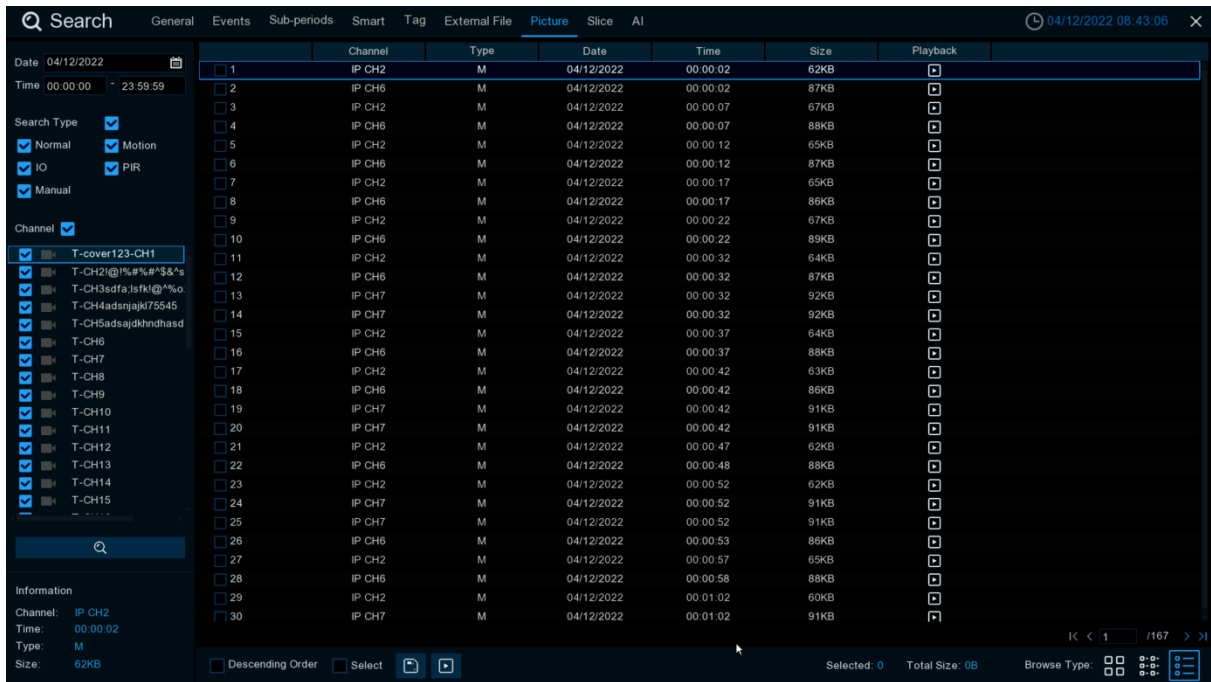 Search General Events Sub-periods Smart Tag External File Picture Slice AI 04/12/2022 08:43:06
Date 04/12/2022
Time 00:00:00 - 23:59:59
Search Type
Normal Motion
IO PIR
Manual
Channel
T-cover123-CH1
T-CH2!@!%#%#^$&^s
T-CH3sdfa;lsfk!@^%o.
T-CH4adsnjajkl75545
T-CH5adsajdkhndhasd
T-CH6
T-CH7
T-CH8
T-CH9
T-CH10
T-CH11
T-CH12
T-CH13
T-CH14
T-CH15
Information
Channel: IP CH2
Time: 00:00:02
Type: M
Size: 62KB
Channel Type Date Time Size Playback
1 IP CH2 M 04/12/2022 00:00:02 62KB
2 IP CH6 M 04/12/2022 00:00:02 87KB
3 IP CH2 M 04/12/2022 00:00:07 67KB
4 IP CH6 M 04/12/2022 00:00:07 88KB
5 IP CH2 M 04/12/2022 00:00:12 65KB
6 IP CH6 M 04/12/2022 00:00:12 87KB
7 IP CH2 M 04/12/2022 00:00:17 65KB
8 IP CH6 M 04/12/2022 00:00:17 86KB
9 IP CH2 M 04/12/2022 00:00:22 67KB
10 IP CH6 M 04/12/2022 00:00:22 89KB
11 IP CH2 M 04/12/2022 00:00:32 64KB
12 IP CH6 M 04/12/2022 00:00:32 87KB
13 IP CH7 M 04/12/2022 00:00:32 92KB
14 IP CH7 M 04/12/2022 00:00:32 92KB
15 IP CH2 M 04/12/2022 00:00:37 64KB
16 IP CH6 M 04/12/2022 00:00:37 88KB
17 IP CH2 M 04/12/2022 00:00:42 63KB
18 IP CH6 M 04/12/2022 00:00:42 86KB
19 IP CH7 M 04/12/2022 00:00:42 91KB
20 IP CH7 M 04/12/2022 00:00:42 91KB
21 IP CH2 M 04/12/2022 00:00:47 62KB
22 IP CH6 M 04/12/2022 00:00:48 88KB
23 IP CH2 M 04/12/2022 00:00:52 62KB
24 IP CH7 M 04/12/2022 00:00:52 91KB
25 IP CH7 M 04/12/2022 00:00:52 91KB
26 IP CH6 M 04/12/2022 00:00:53 86KB
27 IP CH2 M 04/12/2022 00:00:57 65KB
28 IP CH6 M 04/12/2022 00:00:58 88KB
29 IP CH2 M 04/12/2022 00:01:02 60KB
30 IP CH7 M 04/12/2022 00:01:02 91KB
1 /167
Descending Order Select Selected: 0 Total Size: 0B Browse Type: